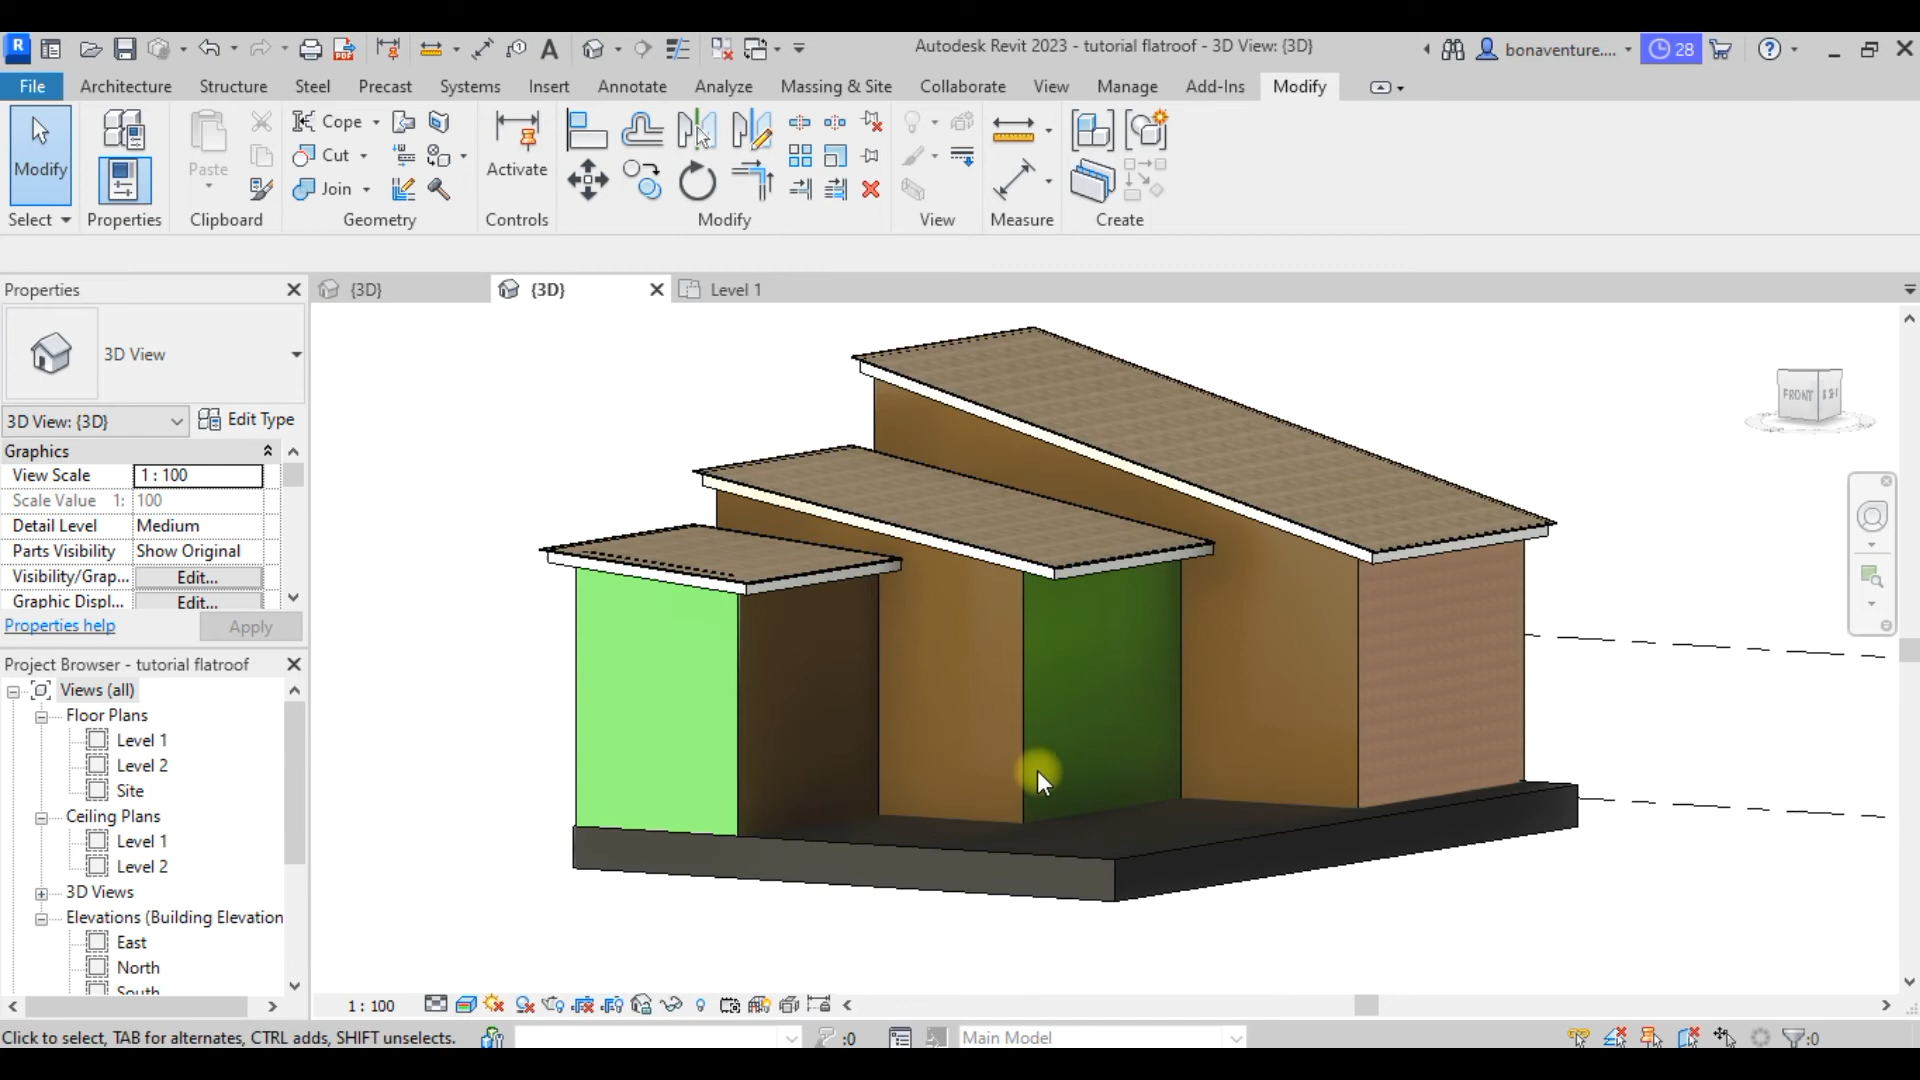 R
Autodesk Revit 2023 - tutorial flatroof - 3D View: {3D}
bonaventure....
28
File Architecture Structure Steel Precast Systems Insert Annotate Analyze Massing & Site Collaborate View Manage Add-Ins Modify
Modify
Paste
Cope
Cut
Join
Activate
Select Properties Clipboard Geometry Controls Modify View Measure Create
Properties
{3D}
{3D}
Level 1
3D View
3D View: {3D}
Edit Type
Graphics
View Scale 1 : 100
Scale Value 1: 100
Detail Level Medium
Parts Visibility Show Original
Visibility/Grap... Edit...
Graphic Displ... Edit...
Properties help
Apply
FRONT
Project Browser - tutorial flatroof
Views (all)
Floor Plans
Level 1
Level 2
Site
Ceiling Plans
Level 1
Level 2
3D Views
Elevations (Building Elevation
East
North
South
1 : 100
Click to select, TAB for alternates, CTRL adds, SHIFT unselects.
:0
Main Model
:0